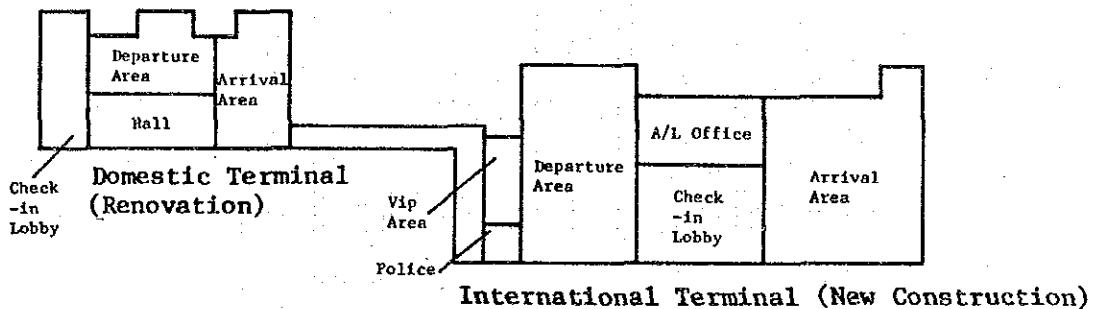 Departure
Area
Arrival
Area
Hall
Check
-in
Lobby
Domestic Terminal
(Renovation)
Vip
Area
Police
Departure
Area
A/L Office
Check
-in
Lobby
Arrival
Area
International Terminal (New Construction)